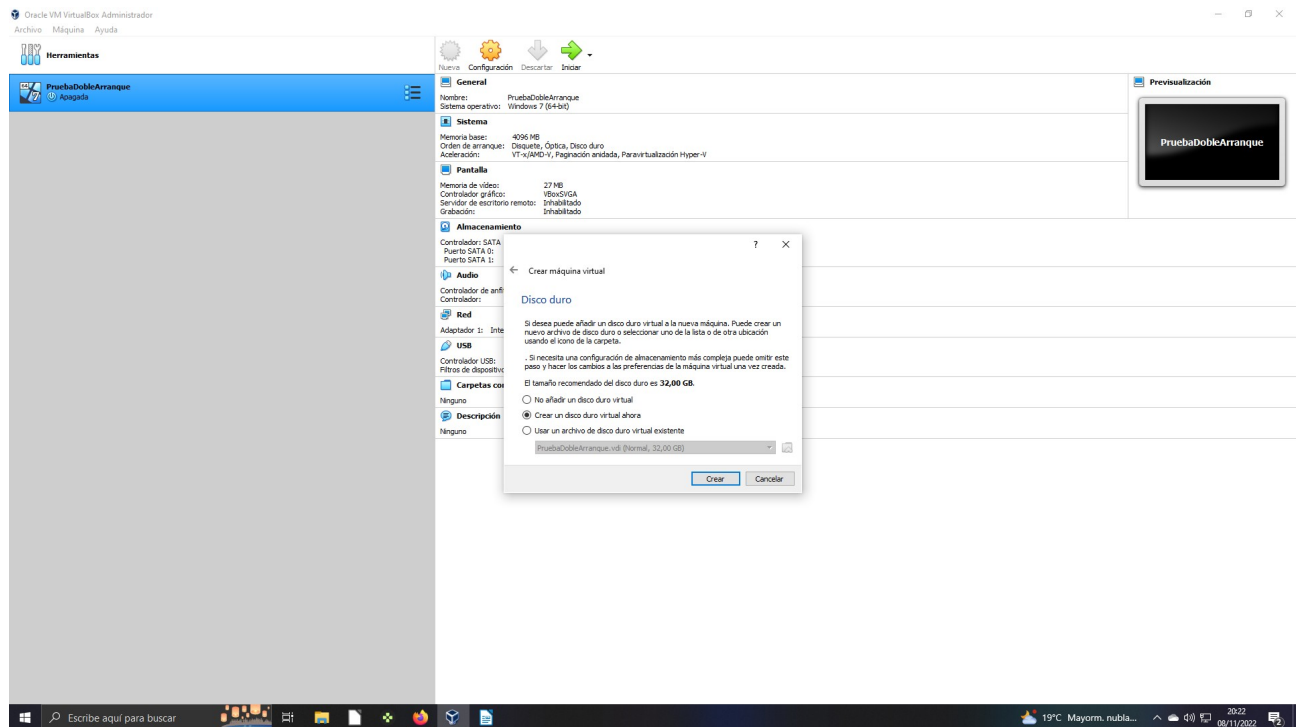 Oracle VM VirtualBox Administrador
Archivo Máquina Ayuda
Herramientas
PruebaDobleArranque
Apagada
Nueva Configuración Descartar Iniciar
General
Nombre: PruebaDobleArranque
Sistema operativo: Windows 7 (64-bit)
Sistema
Memoria base: 4096 MB
Orden de arranque: Disquete, Óptica, Disco duro
Aceleración: VT-x/AMD-V, Paginación anidada, Paravirtualización Hyper-V
Pantalla
Memoria de vídeo: 27 MB
Controlador gráfico: VBoxSVGA
Servidor de escritorio remoto: Inhabilitado
Grabación: Inhabilitado
Almacenamiento
Controlador: SATA
Puerto SATA 0:
Puerto SATA 1:
Audio
Controlador de anfi
Controlador:
Red
Adaptador 1: Inte
USB
Controlador USB:
Filtros de dispositivo
Carpetas con
Ninguno
Descripción
Ninguno
Previsualización
PruebaDobleArranque
? ×
Crear máquina virtual
Disco duro
Si desea puede añadir un disco duro virtual a la nueva máquina. Puede crear un
nuevo archivo de disco duro o seleccionar uno de la lista o de otra ubicación
usando el icono de la carpeta.
. Si necesita una configuración de almacenamiento más compleja puede omitir este
paso y hacer los cambios a las preferencias de la máquina virtual una vez creada.
El tamaño recomendado del disco duro es 32,00 GB.
No añadir un disco duro virtual
Crear un disco duro virtual ahora
Usar un archivo de disco duro virtual existente
PruebaDobleArranque.vdi (Normal, 32,00 GB)
Crear Cancelar
Escribe aquí para buscar
19°C Mayorm. nubla...
20:22
08/11/2022